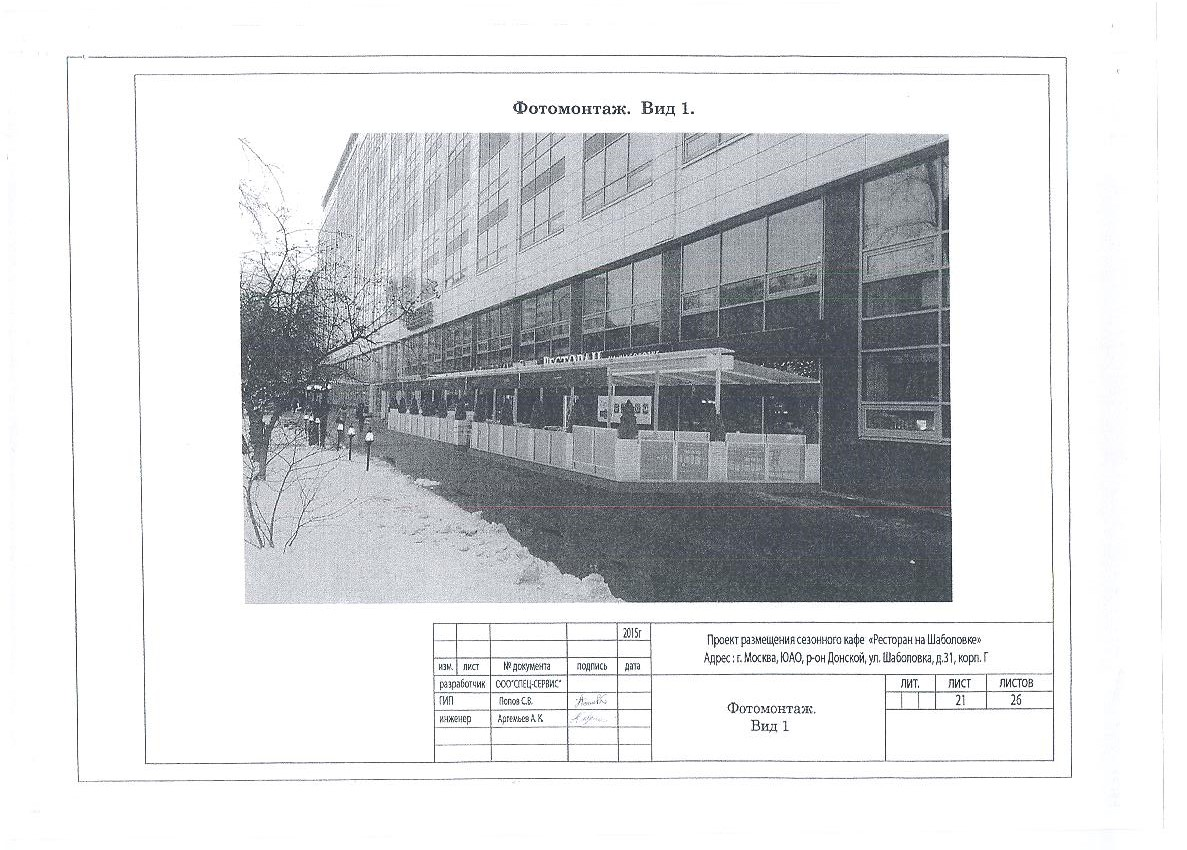 Фотомонтаж. Вид 1.
РЕСТОРАН
2015г
изм. лист № документа подпись дата
разработчик ООО"СПЕЦ-СЕРВИС"
ГИП Попов С.В.
инженер Аргемьев А. К.
Проект размещения сезонного кафе «Ресторан на Шаболовке»
Адрес : г. Москва, ЮАО, р-он Донской, ул. Шаболовка, д.31, корп. Г
Фотомонтаж.
Вид 1
ЛИТ. ЛИСТ ЛИСТОВ
21 26